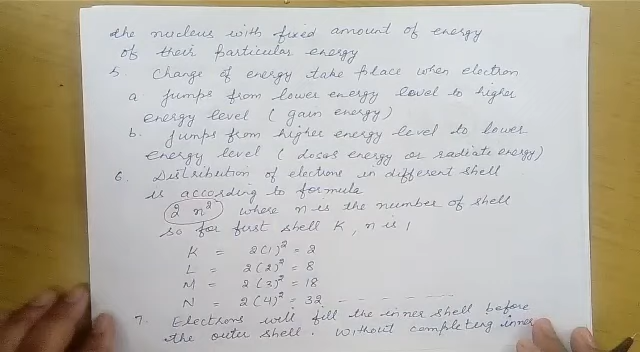 the nucleus with fixed amount of energy
of their particular energy
5. Change of energy take place when electron
a jumps from lower energy level to higher
energy level ( gain energy)
b. jumps from higher energy level to lower
energy level ( loses energy or radiate energy)
6. Distribution of electrons in different shell
is according to formula
2 n² where n is the number of shell
so for first shell K, n is 1
K = 2(1)² = 2
L = 2(2)² = 8
M = 2(3)² = 18
N = 2(4)² = 32 - - - - - - -
7. Electrons will fill the inner shell before
the outer shell. Without completing inner